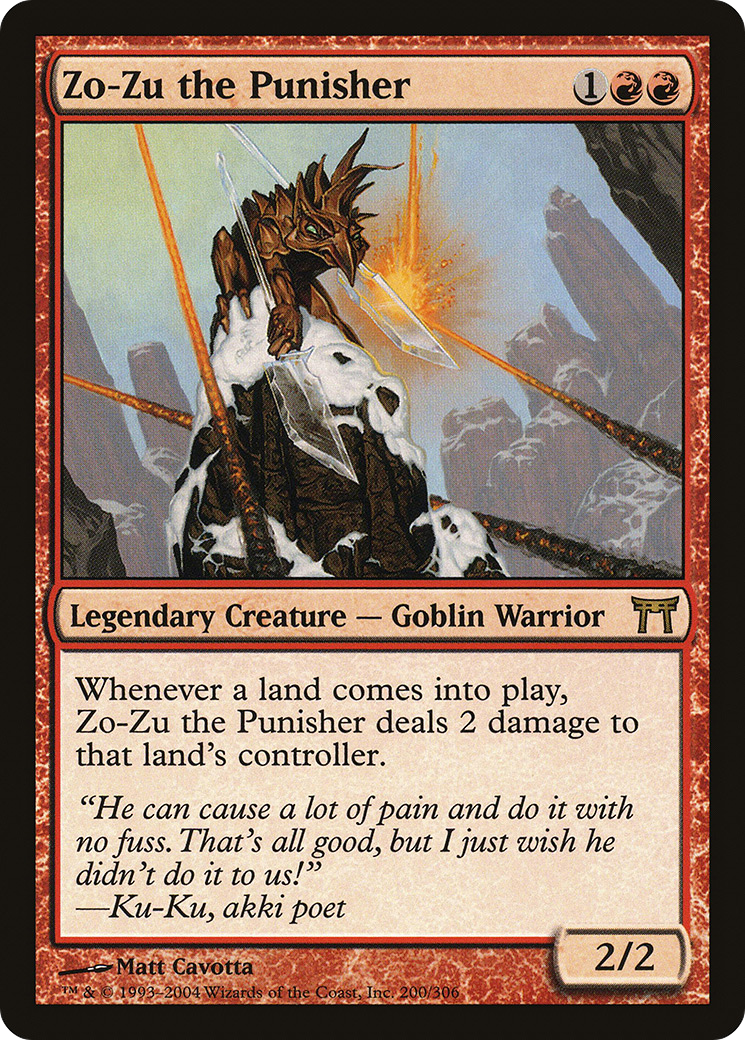 Zo-Zu the Punisher 1
Legendary Creature — Goblin Warrior
Whenever a land comes into play,
Zo-Zu the Punisher deals 2 damage to
that land's controller.
“He can cause a lot of pain and do it with
no fuss. That's all good, but I just wish he
didn't do it to us!”
—Ku-Ku, akki poet
2/2
Matt Cavotta
™ & © 1993–2004 Wizards of the Coast, Inc. 200/306